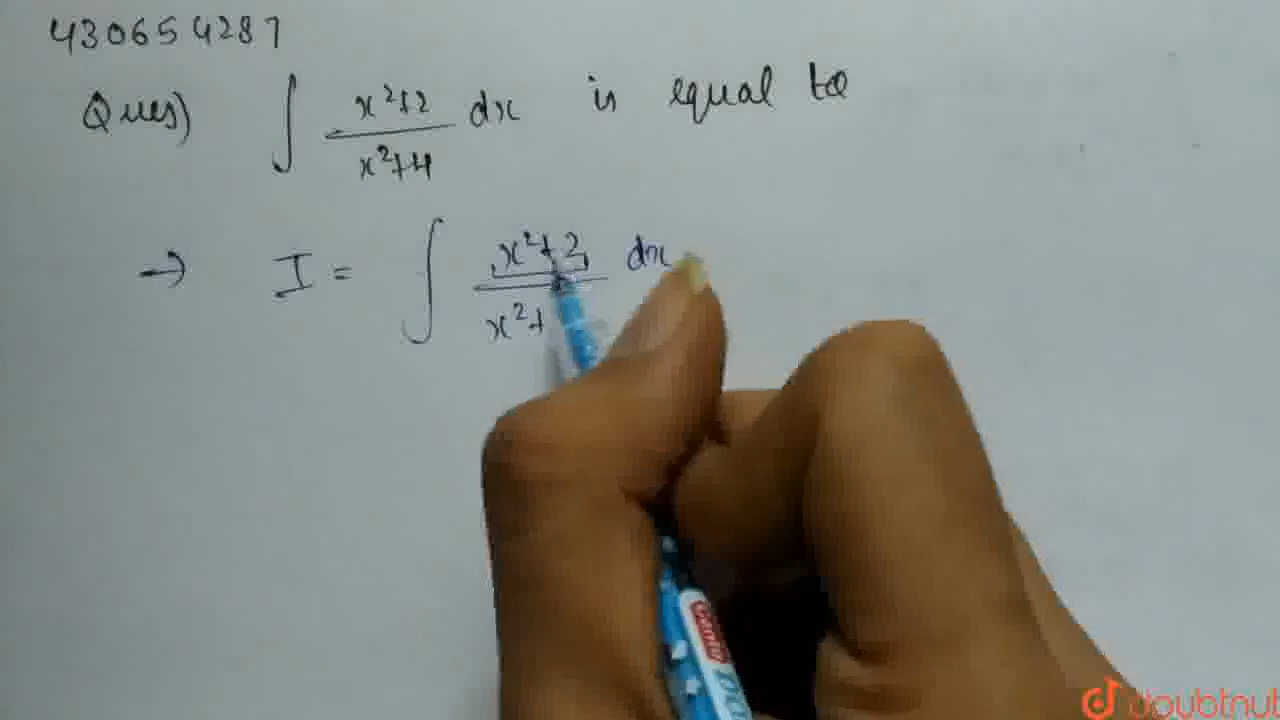 430654287
Ques) ∫ x²+2 / x²+4 dx is equal to
→ I = ∫ x²+2 / x²+ dx
doubtnut